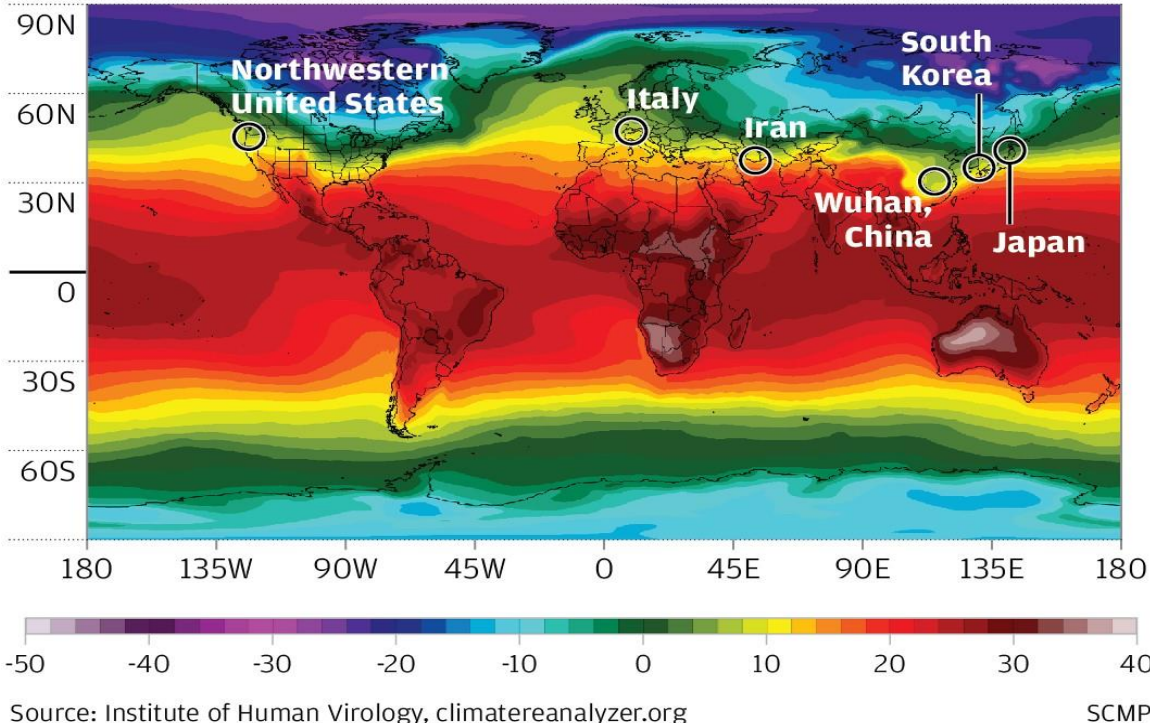 90N
60N
30N
0
30S
60S
Northwestern
United States
Italy
Iran
South
Korea
Wuhan,
China
Japan
180 135W 90W 45W 0 45E 90E 135E 180
-50 -40 -30 -20 -10 0 10 20 30 40
Source: Institute of Human Virology, climatereanalyzer.org SCMP